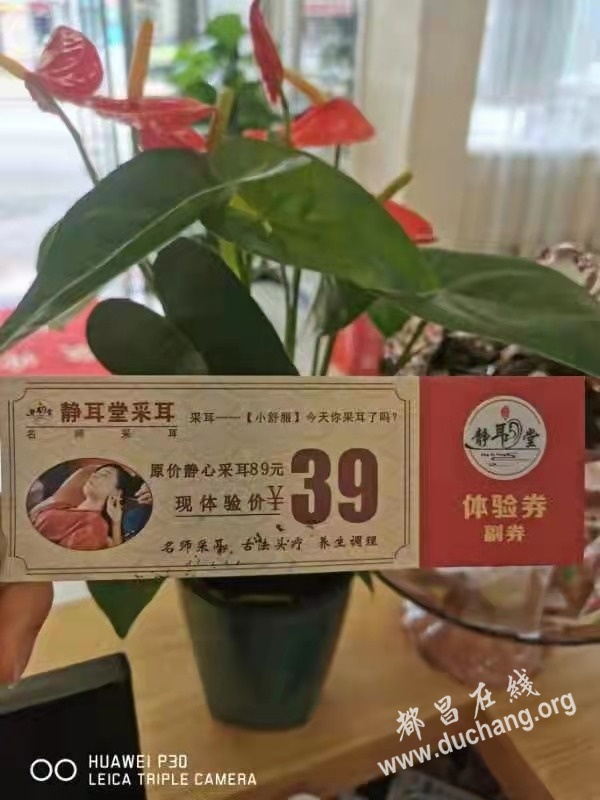 静耳堂采耳
名师采耳
采耳——【小舒服】今天你采耳了吗?
原价静心采耳89元
现体验价¥39
名师采耳 古法头疗 养生调理
静耳堂
体验券
副券
都昌在线
www.duchang.org
HUAWEI P30
LEICA TRIPLE CAMERA